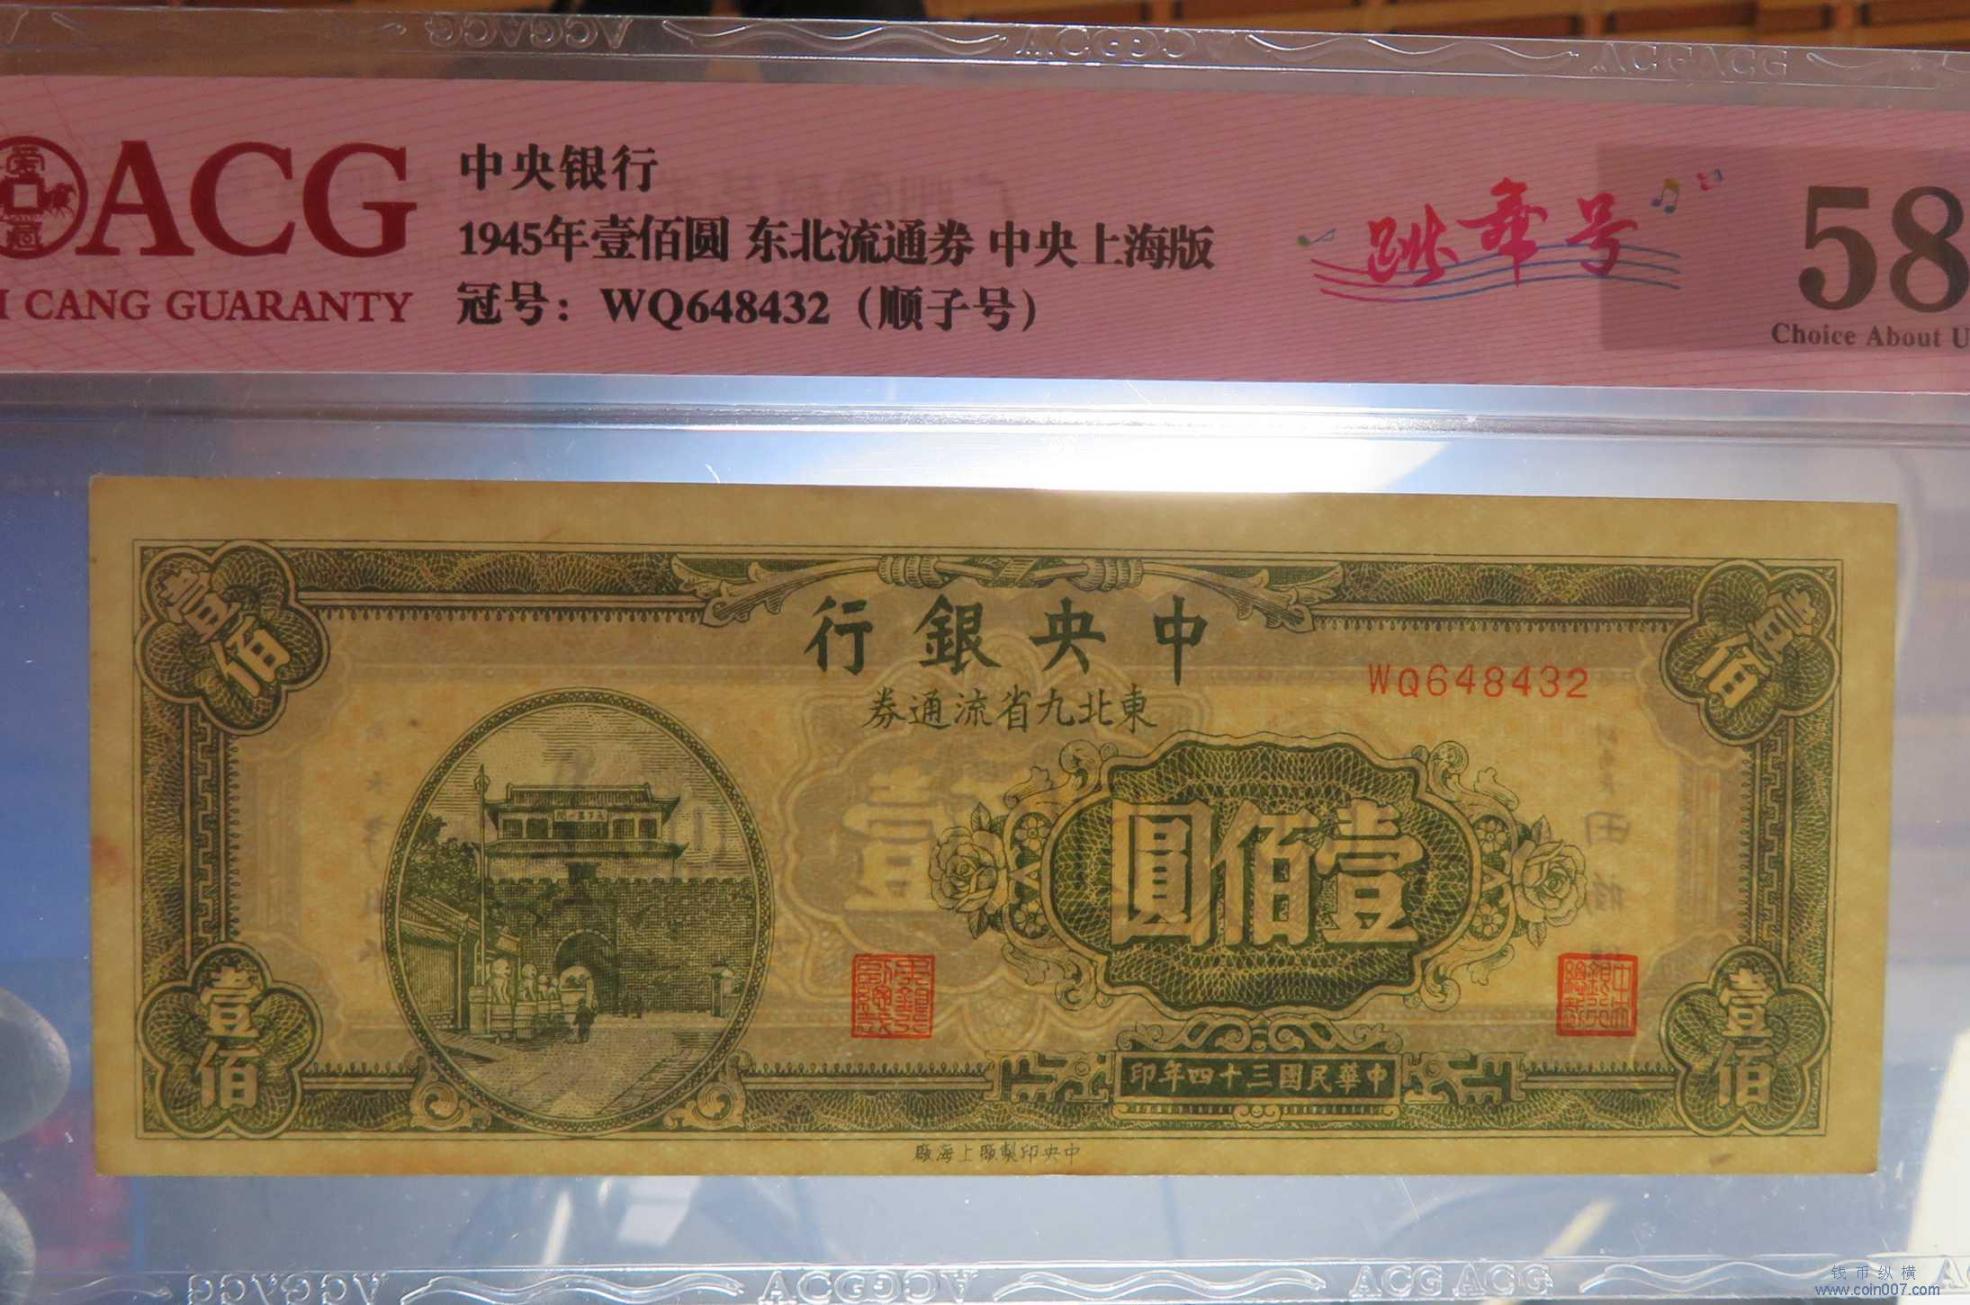 ACG
I CANG GUARANTY
中央银行
1945年壹佰圆 东北流通券 中央上海版
冠号：WQ648432（顺子号）
跳舞号
58
Choice About U
壹佰
壹佰
行銀央中
券通流省九北東
WQ648432
圓佰壹
印年四十三國民華中
壹佰
壹佰
廠海上廠製印央中
ACGACG
钱币纵横
www.coin007.com